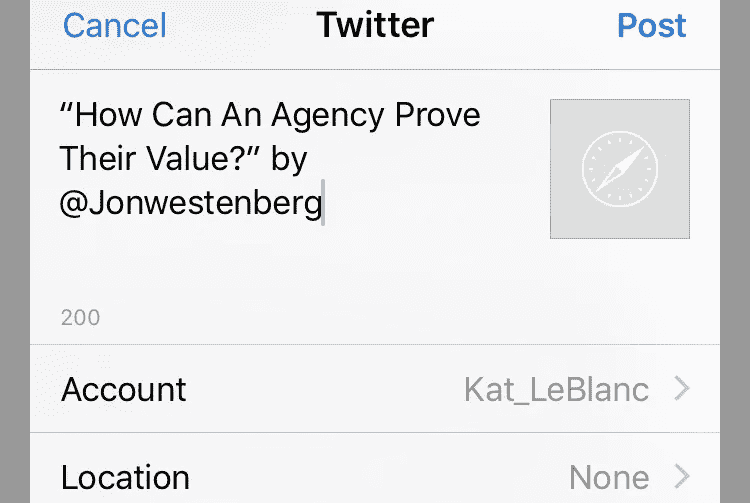 Cancel Twitter Post
“How Can An Agency Prove
Their Value?” by
@Jonwestenberg
200
Account Kat_LeBlanc
Location None